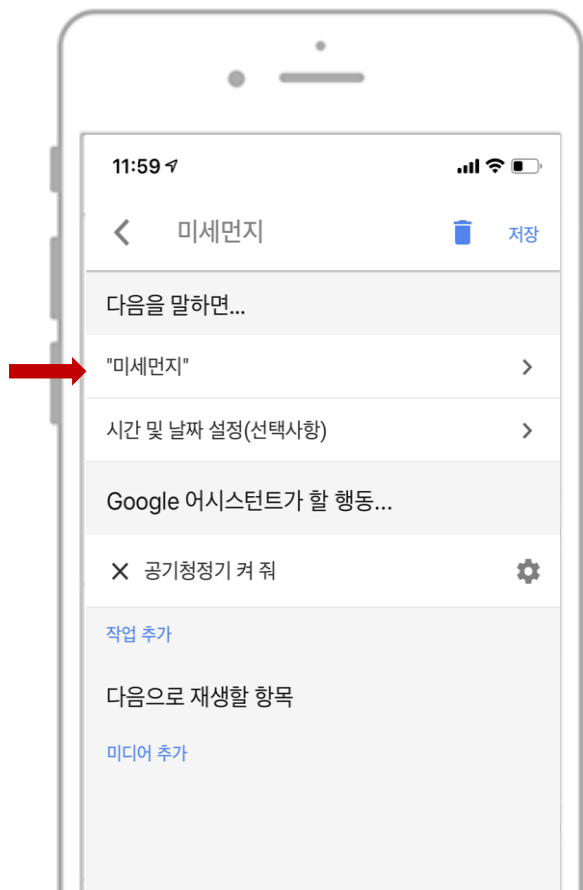 11:59
미세먼지
저장
다음을 말하면...
"미세먼지"
시간 및 날짜 설정(선택사항)
Google 어시스턴트가 할 행동...
공기청정기 켜 줘
작업 추가
다음으로 재생할 항목
미디어 추가